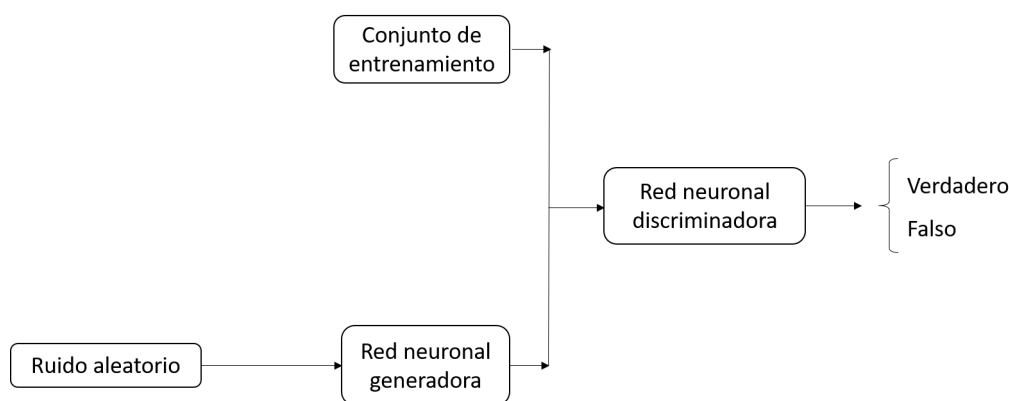 Conjunto de
entrenamiento
Red neuronal
discriminadora
Verdadero
Falso
Ruido aleatorio
Red neuronal
generadora